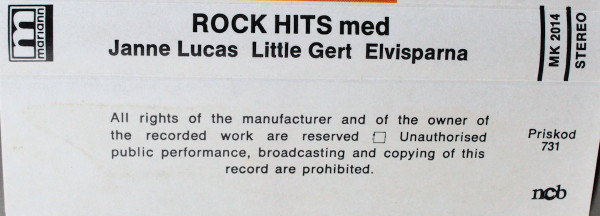 mariann
ROCK HITS med
Janne Lucas Little Gert Elvisparna
MK 2014
STEREO
All rights of the manufacturer and of the owner of
the recorded work are reserved □ Unauthorised
public performance, broadcasting and copying of this
record are prohibited.
Priskod
731
ncb